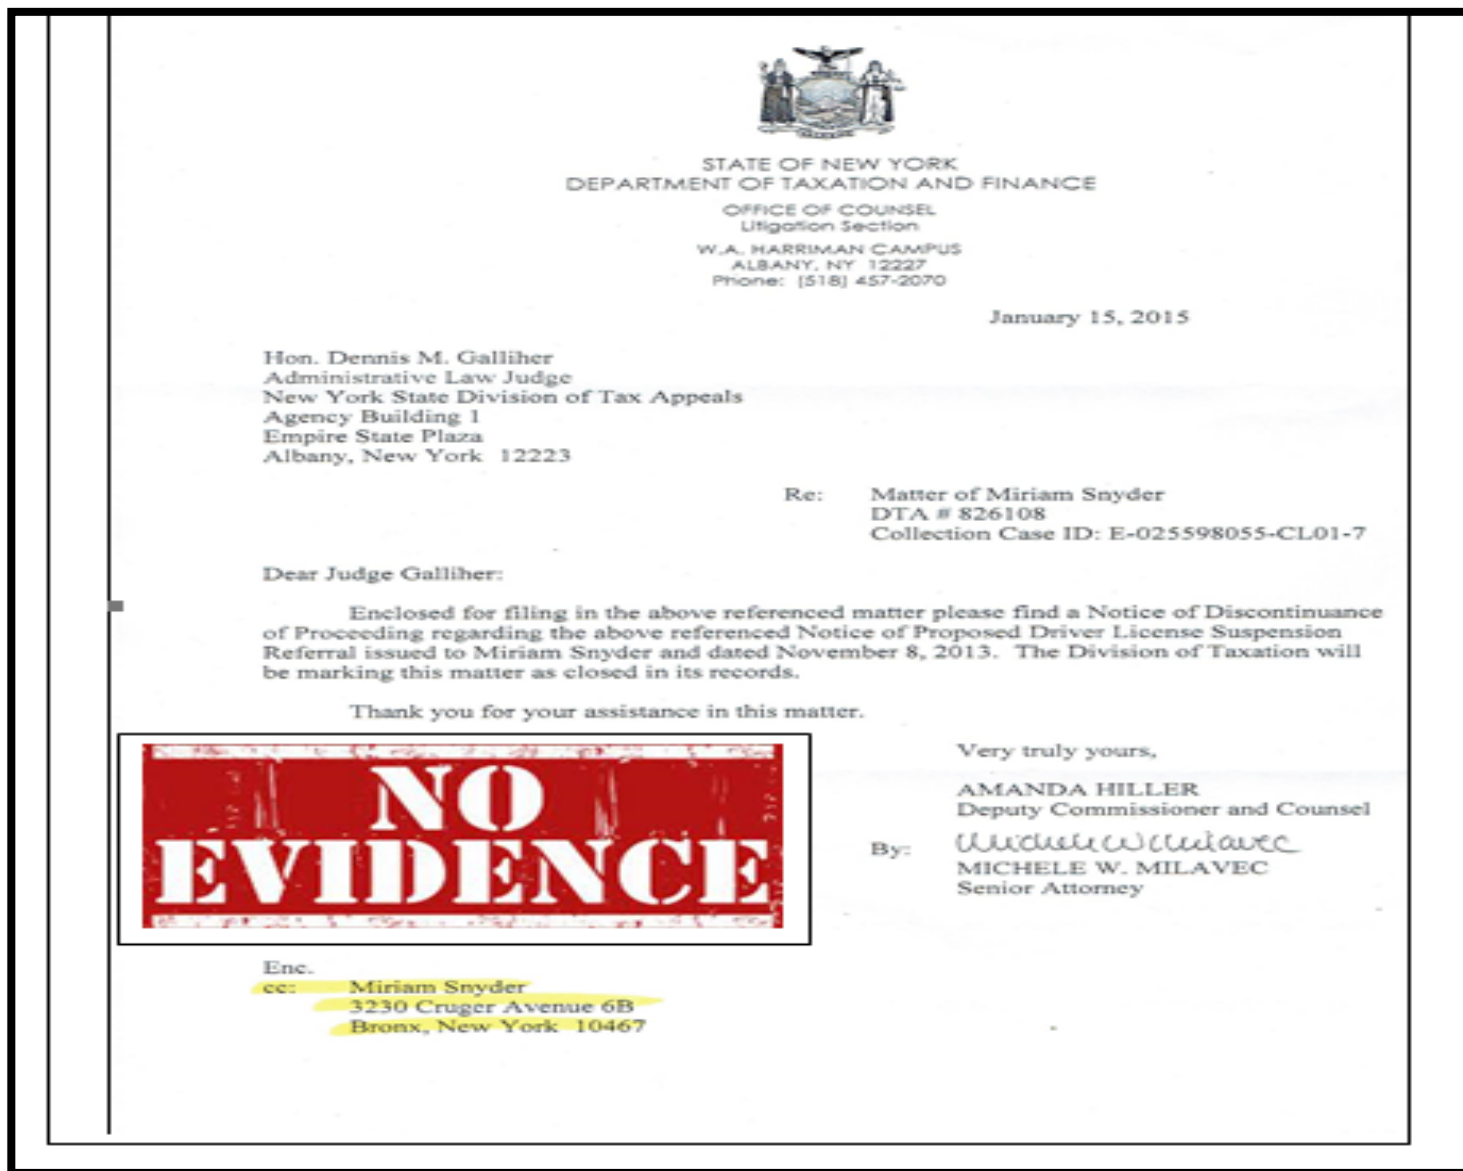 STATE OF NEW YORK
DEPARTMENT OF TAXATION AND FINANCE
OFFICE OF COUNSEL
Litigation Section
W.A. HARRIMAN CAMPUS
ALBANY, NY 12227
Phone: (518) 457-2070
January 15, 2015
Hon. Dennis M. Galliher
Administrative Law Judge
New York State Division of Tax Appeals
Agency Building 1
Empire State Plaza
Albany, New York 12223
Re: Matter of Miriam Snyder
DTA # 826108
Collection Case ID: E-025598055-CL01-7
Dear Judge Galliher:
Enclosed for filing in the above referenced matter please find a Notice of Discontinuance
of Proceeding regarding the above referenced Notice of Proposed Driver License Suspension
Referral issued to Miriam Snyder and dated November 8, 2013. The Division of Taxation will
be marking this matter as closed in its records.
Thank you for your assistance in this matter.
Very truly yours,
AMANDA HILLER
Deputy Commissioner and Counsel
By: Michele W Milavec
MICHELE W. MILAVEC
Senior Attorney
NO
EVIDENCE
Enc.
cc: Miriam Snyder
3230 Cruger Avenue 6B
Bronx, New York 10467